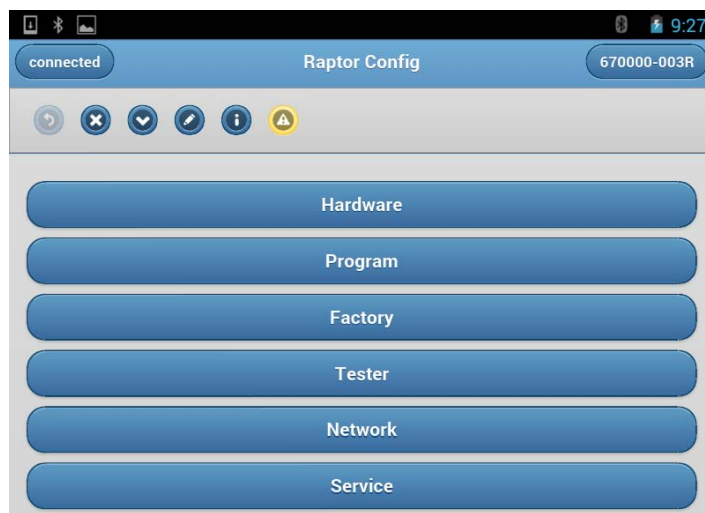 9:27
connected
Raptor Config
670000-003R
Hardware
Program
Factory
Tester
Network
Service